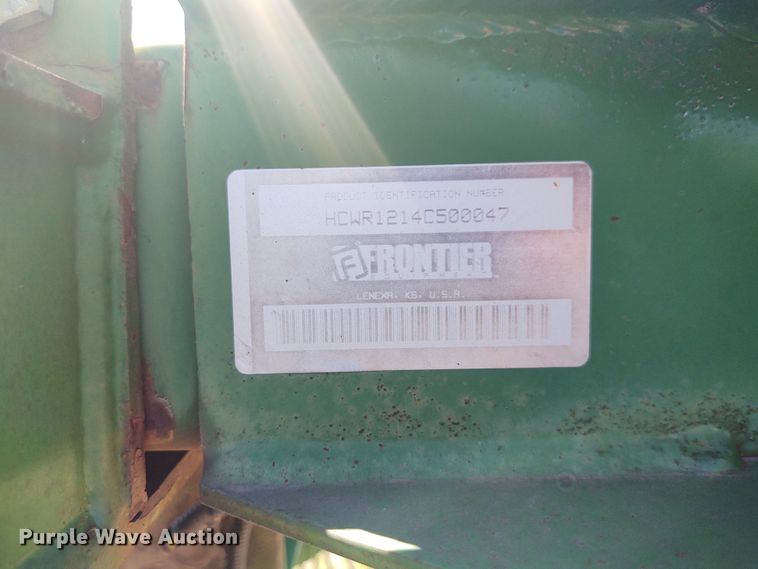 PRODUCT IDENTIFICATION NUMBER
HCWR1214C500047
FRONTIER
LENEXA, KS, U.S.A.
Purple Wave Auction